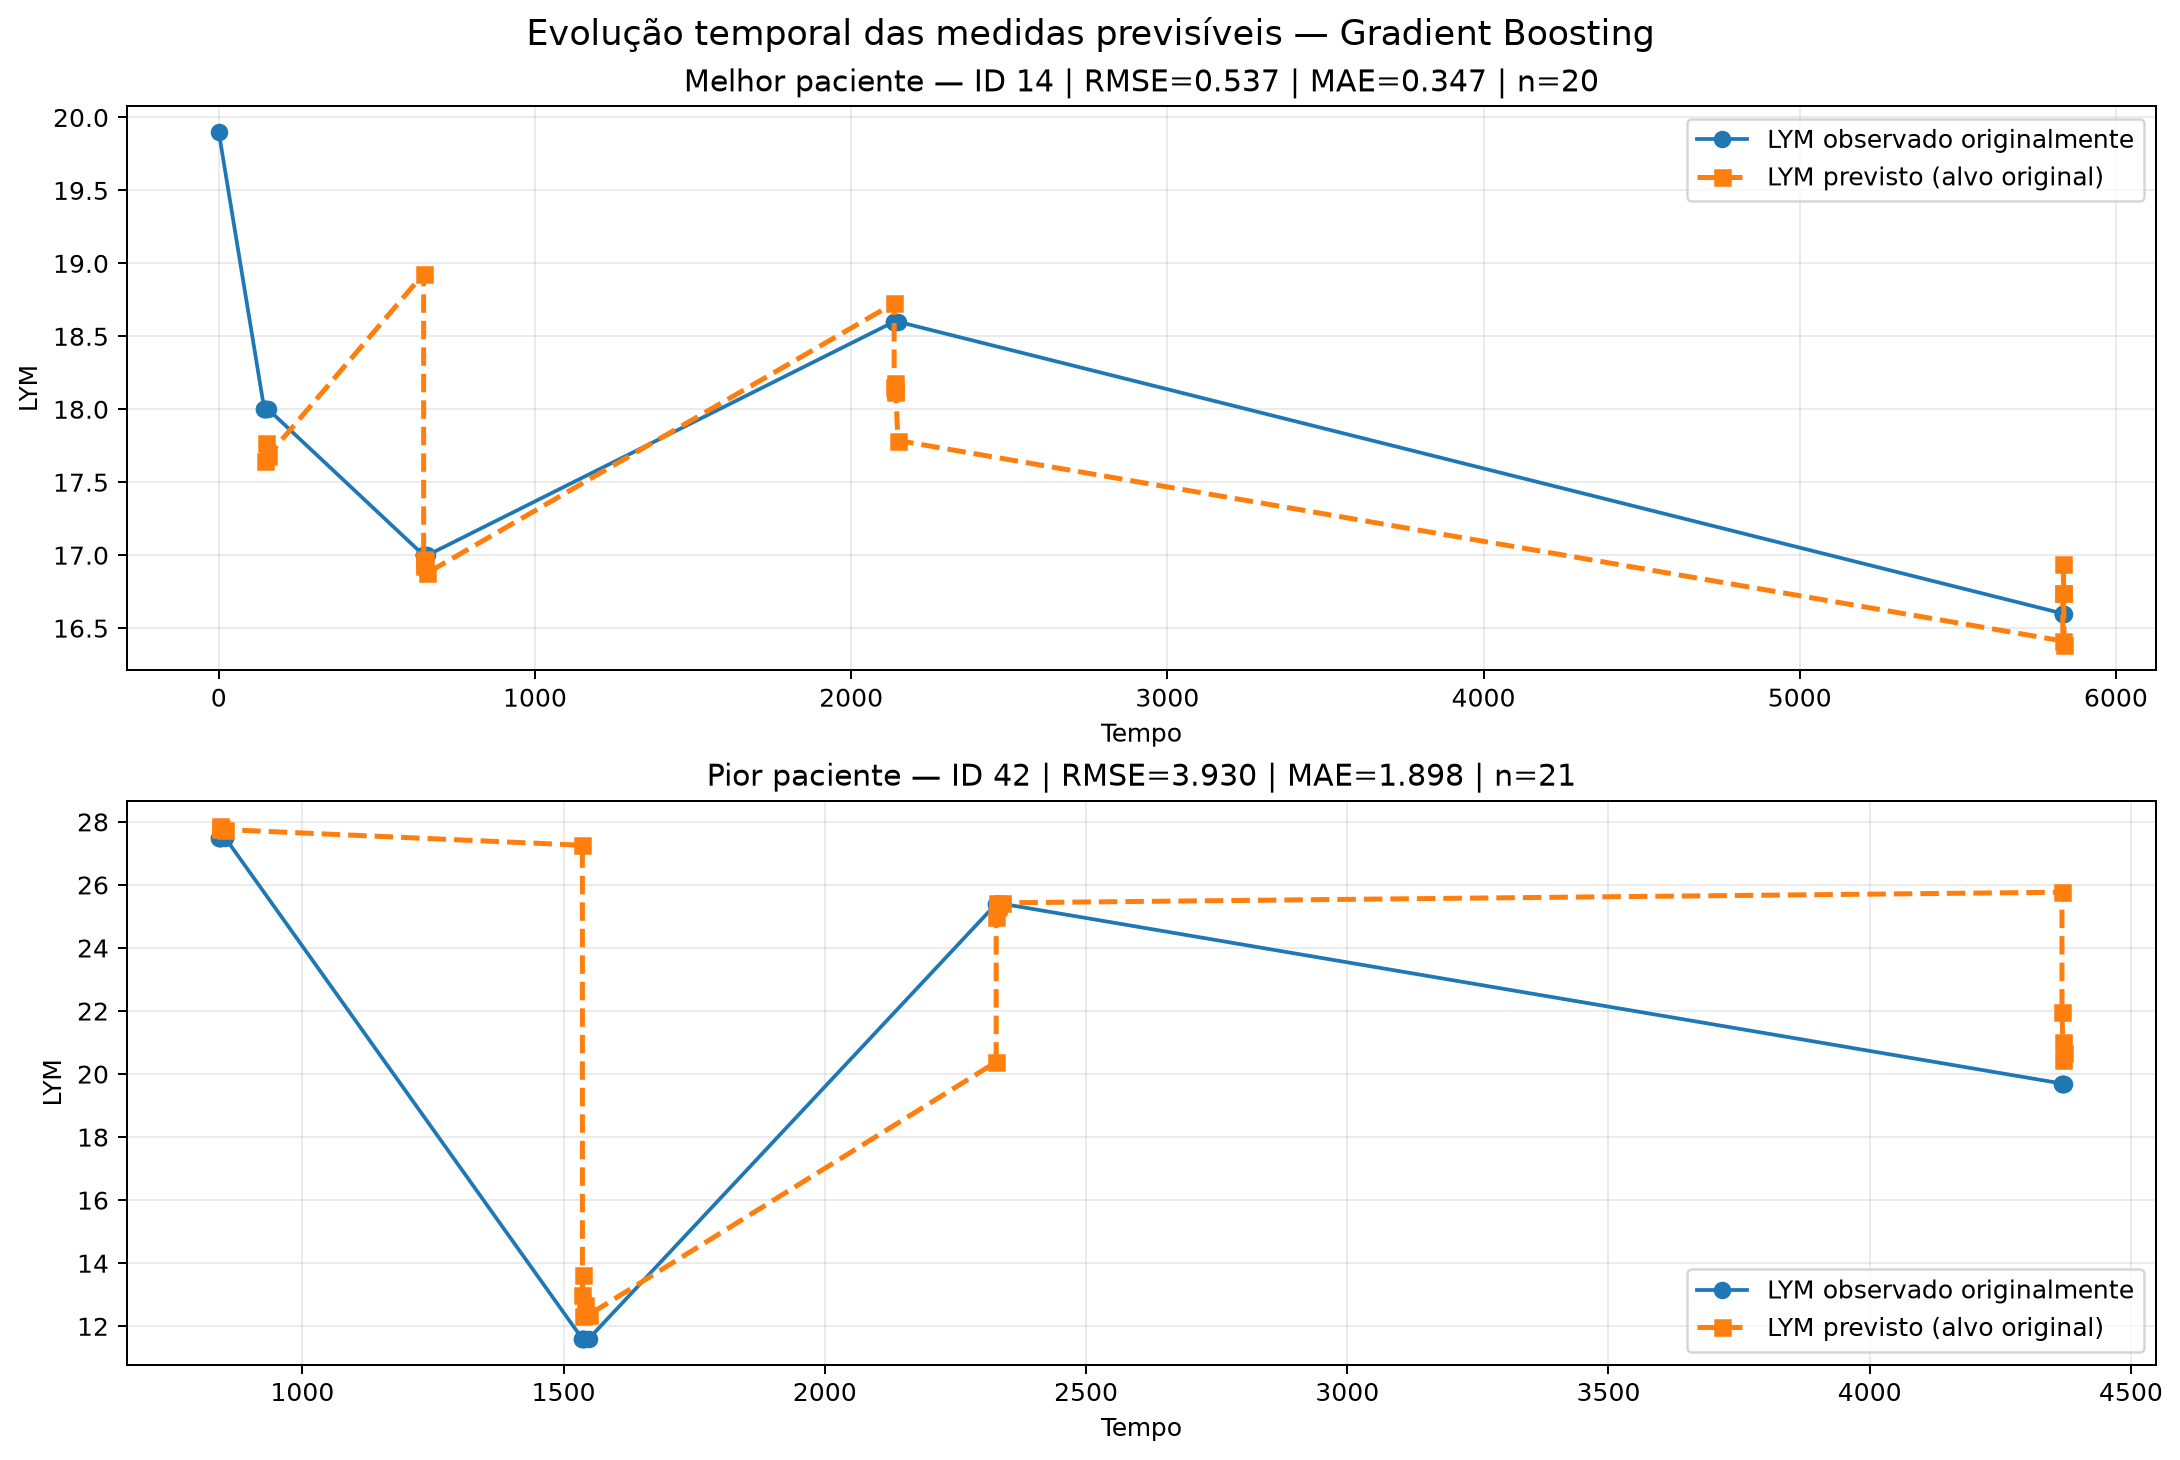 Evolução temporal das medidas previsíveis — Gradient Boosting
Melhor paciente — ID 14 | RMSE=0.537 | MAE=0.347 | n=20
LYM
20.0
19.5
19.0
18.5
18.0
17.5
17.0
16.5
LYM observado originalmente
LYM previsto (alvo original)
0 1000 2000 3000 4000 5000 6000
Tempo
Pior paciente — ID 42 | RMSE=3.930 | MAE=1.898 | n=21
LYM
28
26
24
22
20
18
16
14
12
LYM observado originalmente
LYM previsto (alvo original)
1000 1500 2000 2500 3000 3500 4000 4500
Tempo